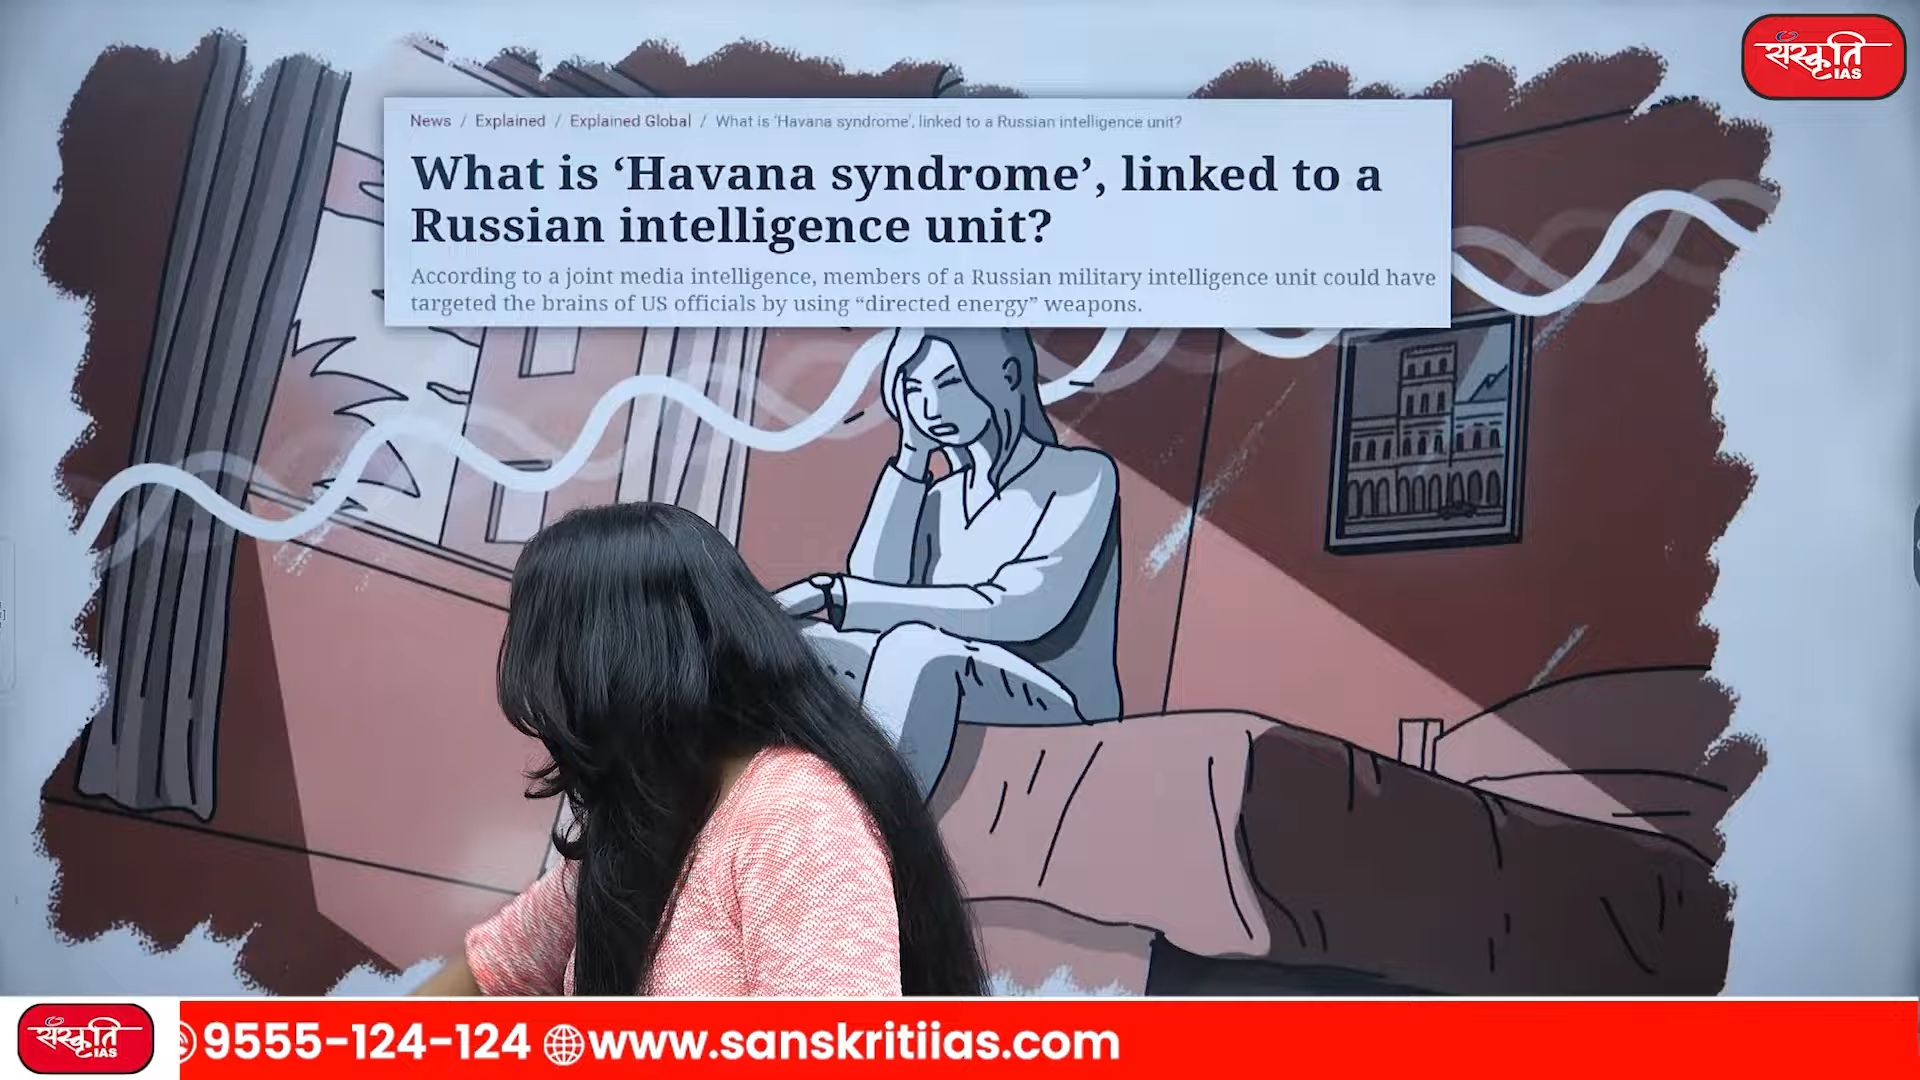 संस्कृति
IAS
News / Explained / Explained Global / What is ‘Havana syndrome’, linked to a Russian intelligence unit?
What is ‘Havana syndrome’, linked to a
Russian intelligence unit?
According to a joint media intelligence, members of a Russian military intelligence unit could have
targeted the brains of US officials by using “directed energy” weapons.
संस्कृति
IAS
9555-124-124 www.sanskritiias.com